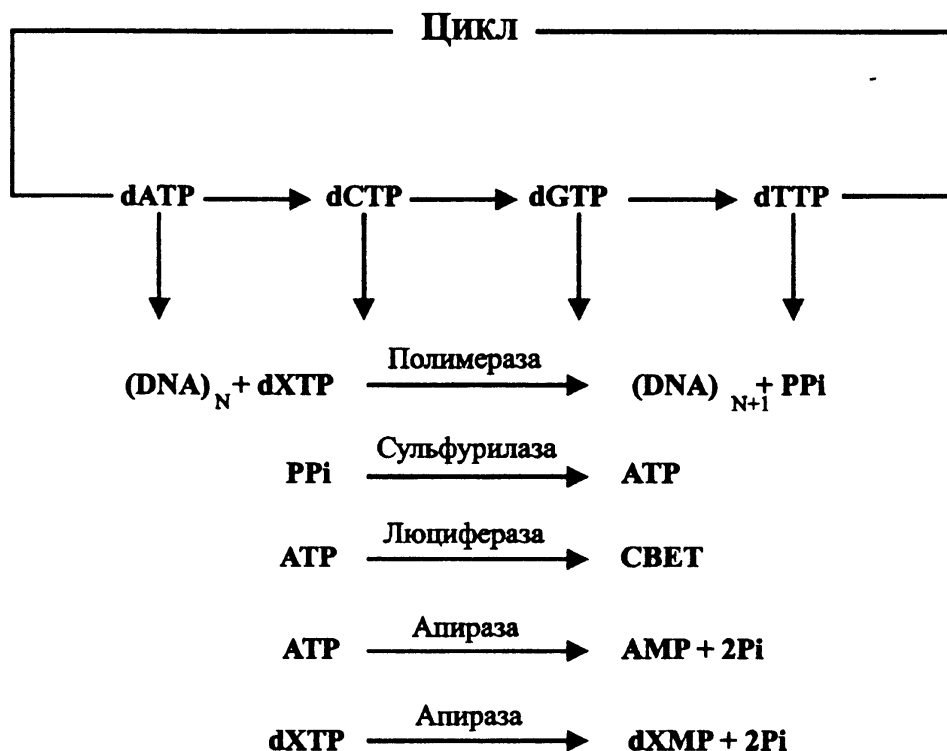 Цикл
dATP dCTP dGTP dTTP
Полимераза
(DNA) N + dXTP (DNA) N+1 + PPi
Сульфурилаза
PPi ATP
Люцифераза
ATP СВЕТ
Апираза
ATP AMP + 2Pi
Апираза
dXTP dXMP + 2Pi